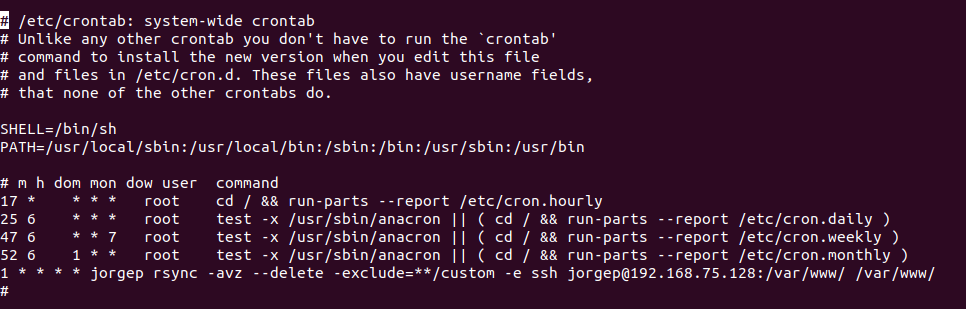 # /etc/crontab: system-wide crontab
# Unlike any other crontab you don't have to run the `crontab'
# command to install the new version when you edit this file
# and files in /etc/cron.d. These files also have username fields,
# that none of the other crontabs do.

SHELL=/bin/sh
PATH=/usr/local/sbin:/usr/local/bin:/sbin:/bin:/usr/sbin:/usr/bin

# m h dom mon dow user  command
17 *    * * *   root    cd / && run-parts --report /etc/cron.hourly
25 6    * * *   root    test -x /usr/sbin/anacron || ( cd / && run-parts --report /etc/cron.daily )
47 6    * * 7   root    test -x /usr/sbin/anacron || ( cd / && run-parts --report /etc/cron.weekly )
52 6    1 * *   root    test -x /usr/sbin/anacron || ( cd / && run-parts --report /etc/cron.monthly )
1 * * * * jorgep rsync -avz --delete -exclude=**/custom -e ssh jorgep@192.168.75.128:/var/www/ /var/www/
#